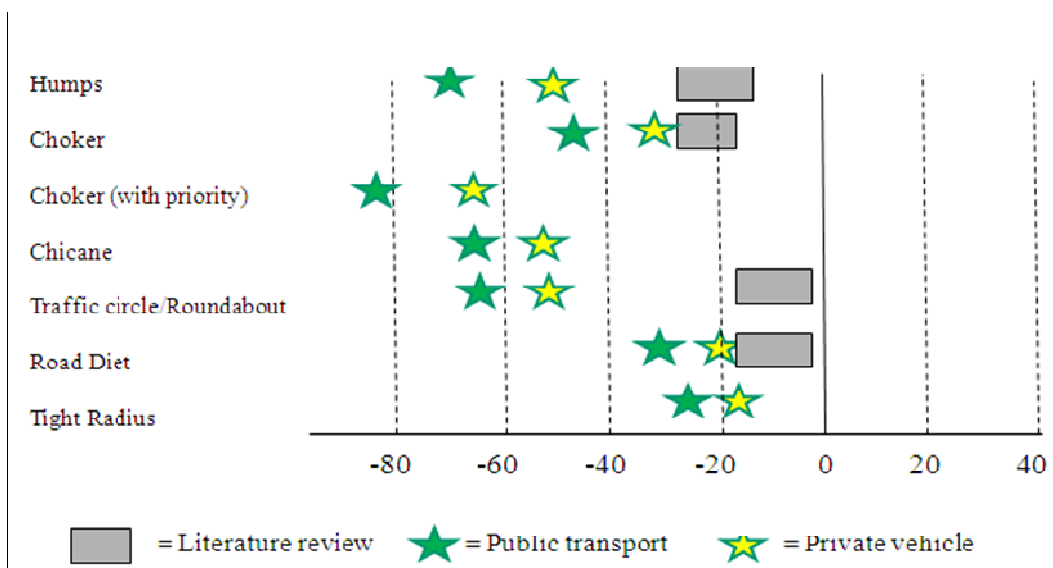 Humps
Choker
Choker (with priority)
Chicane
Traffic circle/Roundabout
Road Diet
Tight Radius
-80 -60 -40 -20 0 20 40
= Literature review = Public transport = Private vehicle